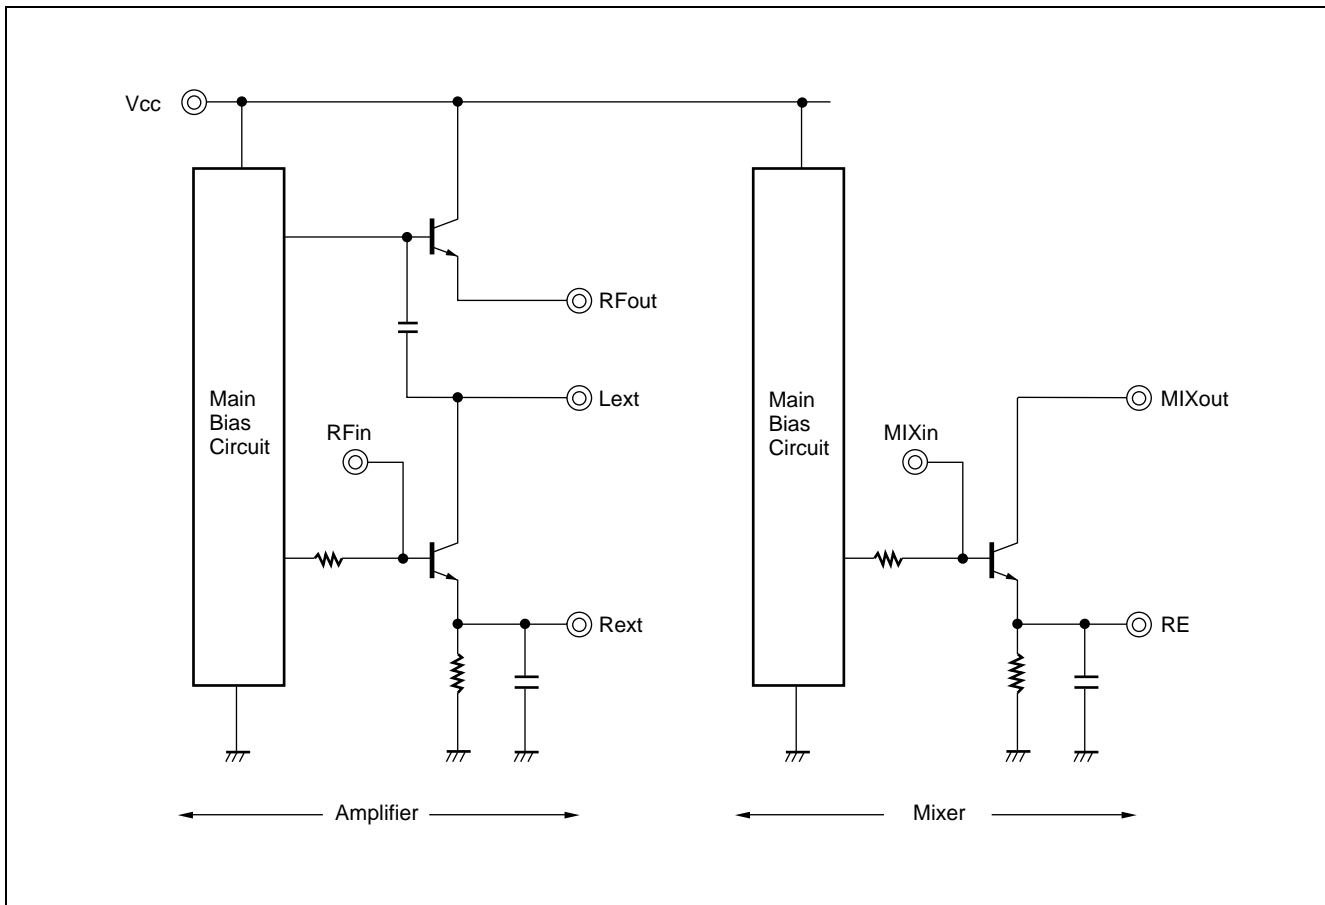 Vcc
RFout
Main
Bias
Circuit
Lext
RFin
Rext
Main
Bias
Circuit
MIXout
MIXin
RE
Amplifier
Mixer